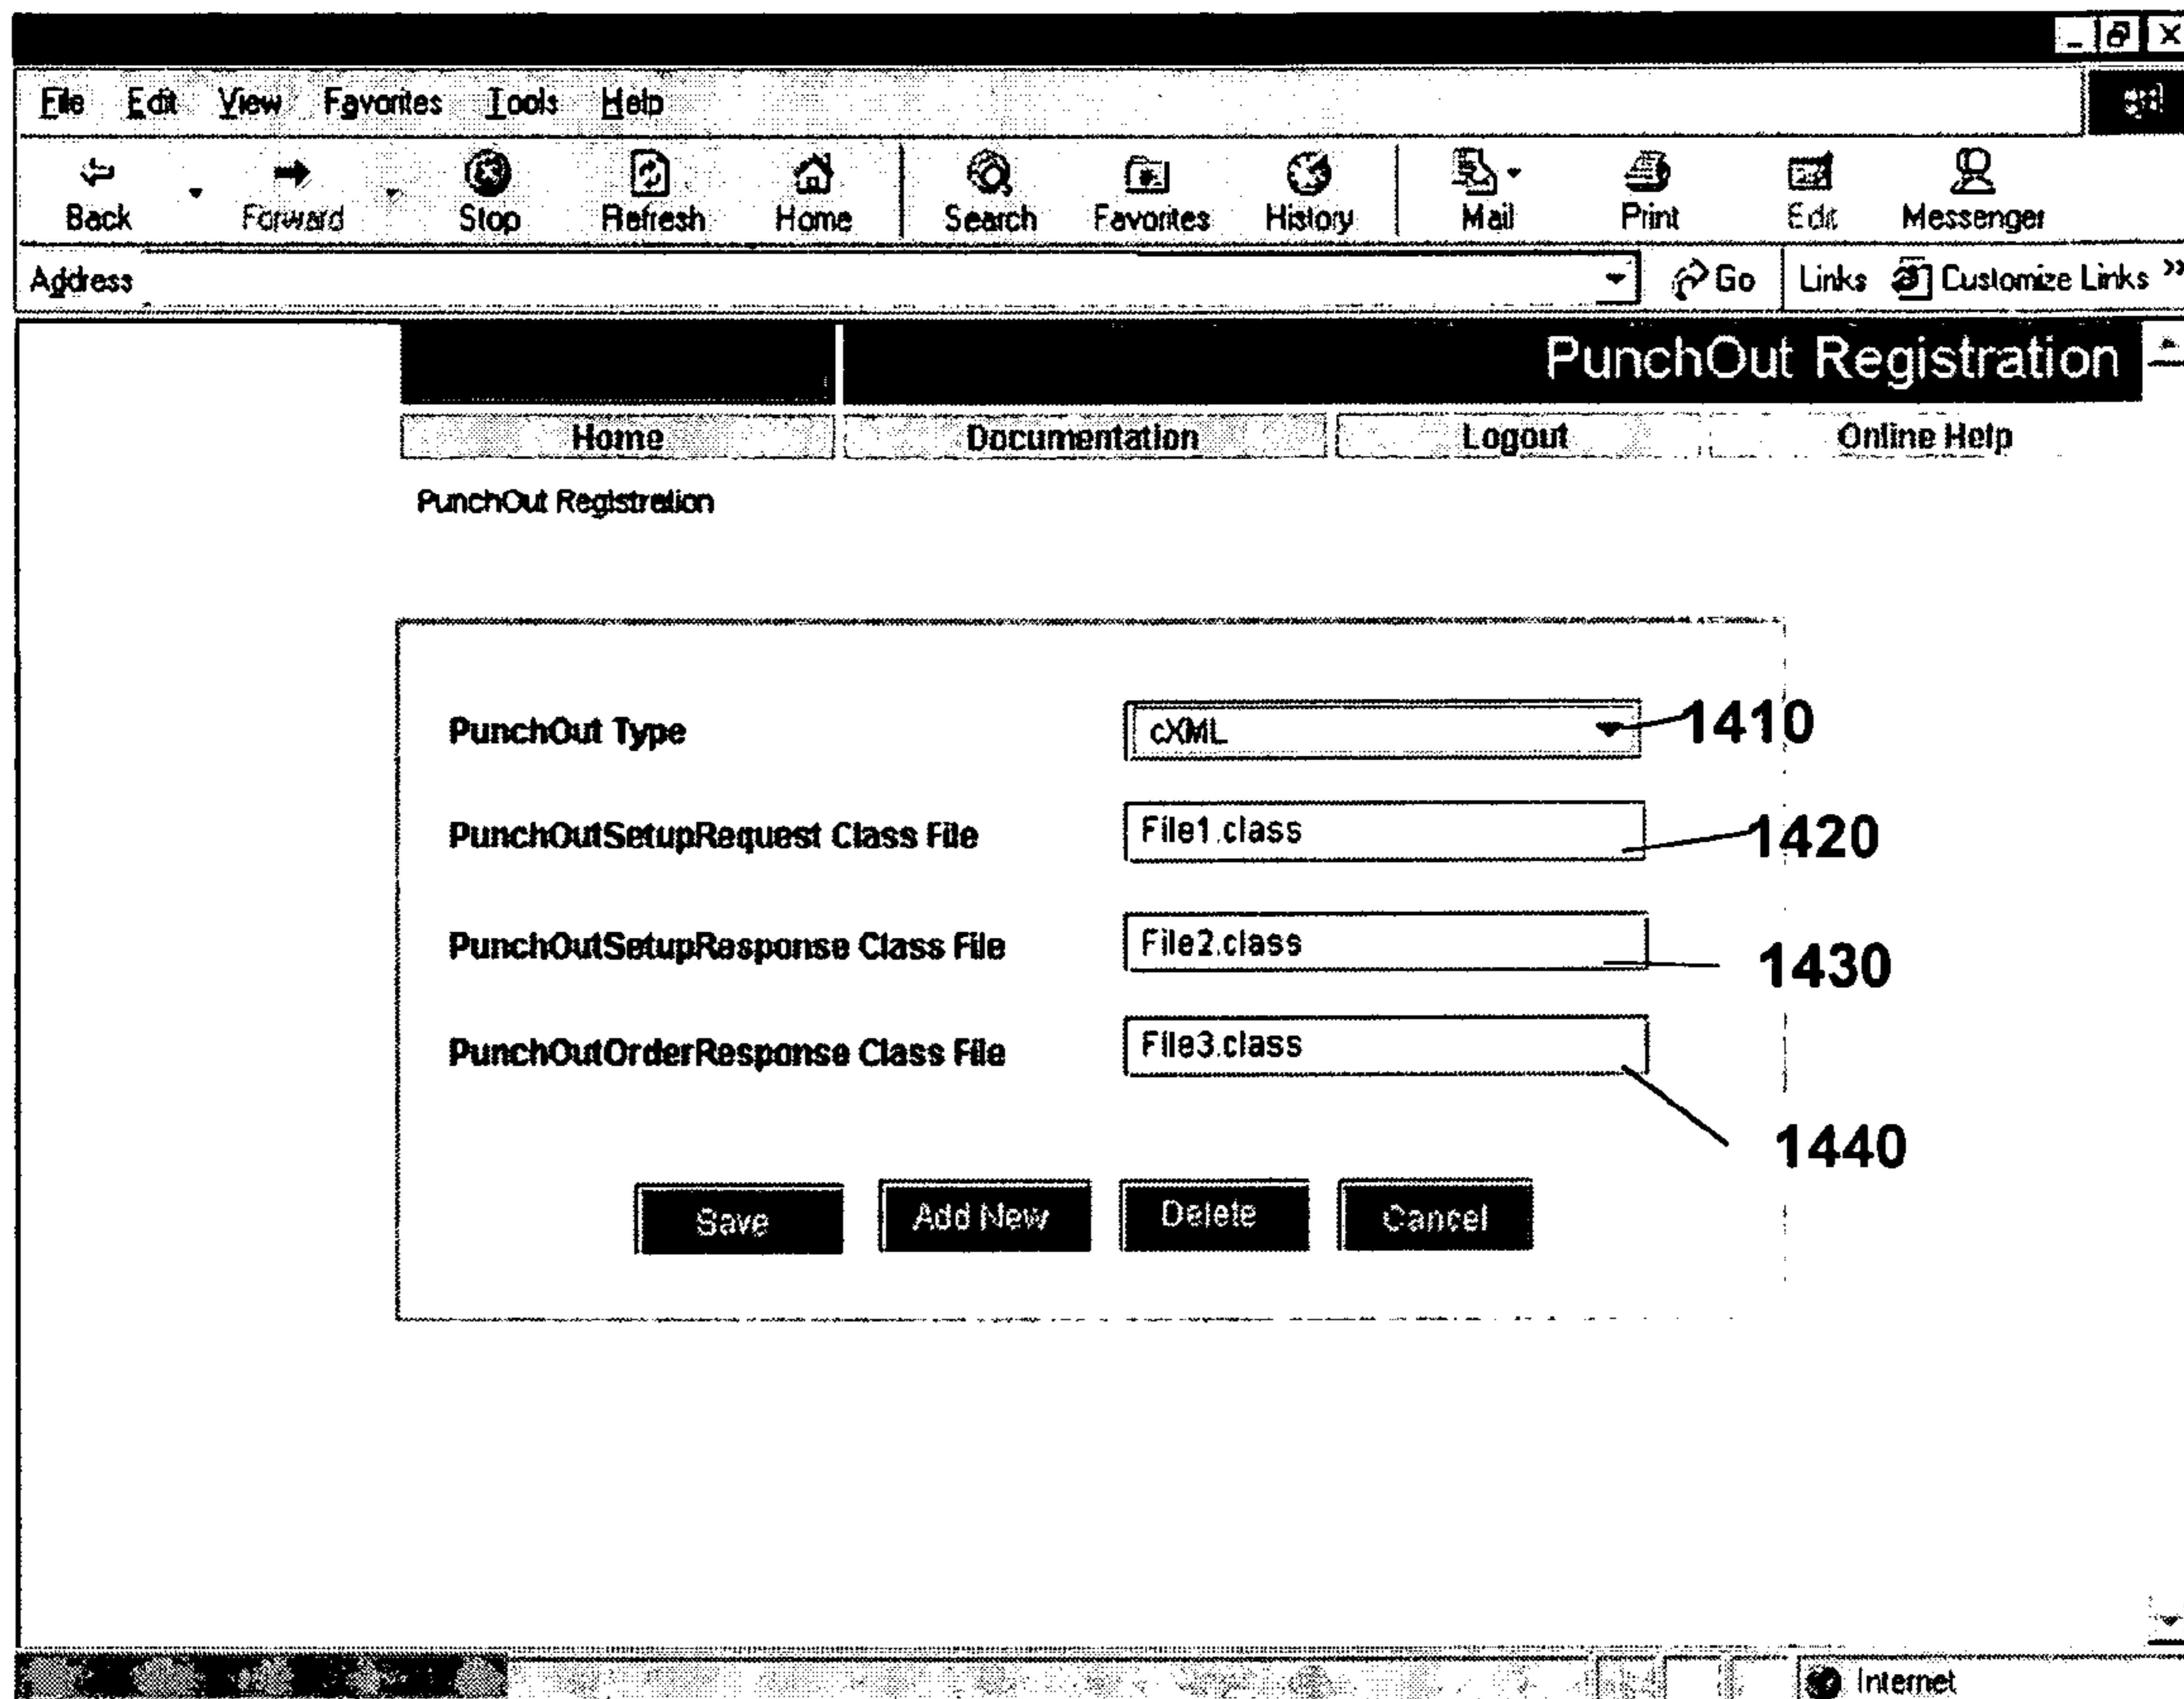 File Edit View Favorites Tools Help
Back Forward Stop Refresh Home Search Favorites History Mail Print Edit Messenger
Address Go Links Customize Links »
PunchOut Registration
Home Documentation Logout Online Help
PunchOut Registration
PunchOut Type cXML 1410
PunchOutSetupRequest Class File File1.class 1420
PunchOutSetupResponse Class File File2.class 1430
PunchOutOrderResponse Class File File3.class 1440
Save Add New Delete Cancel
Internet